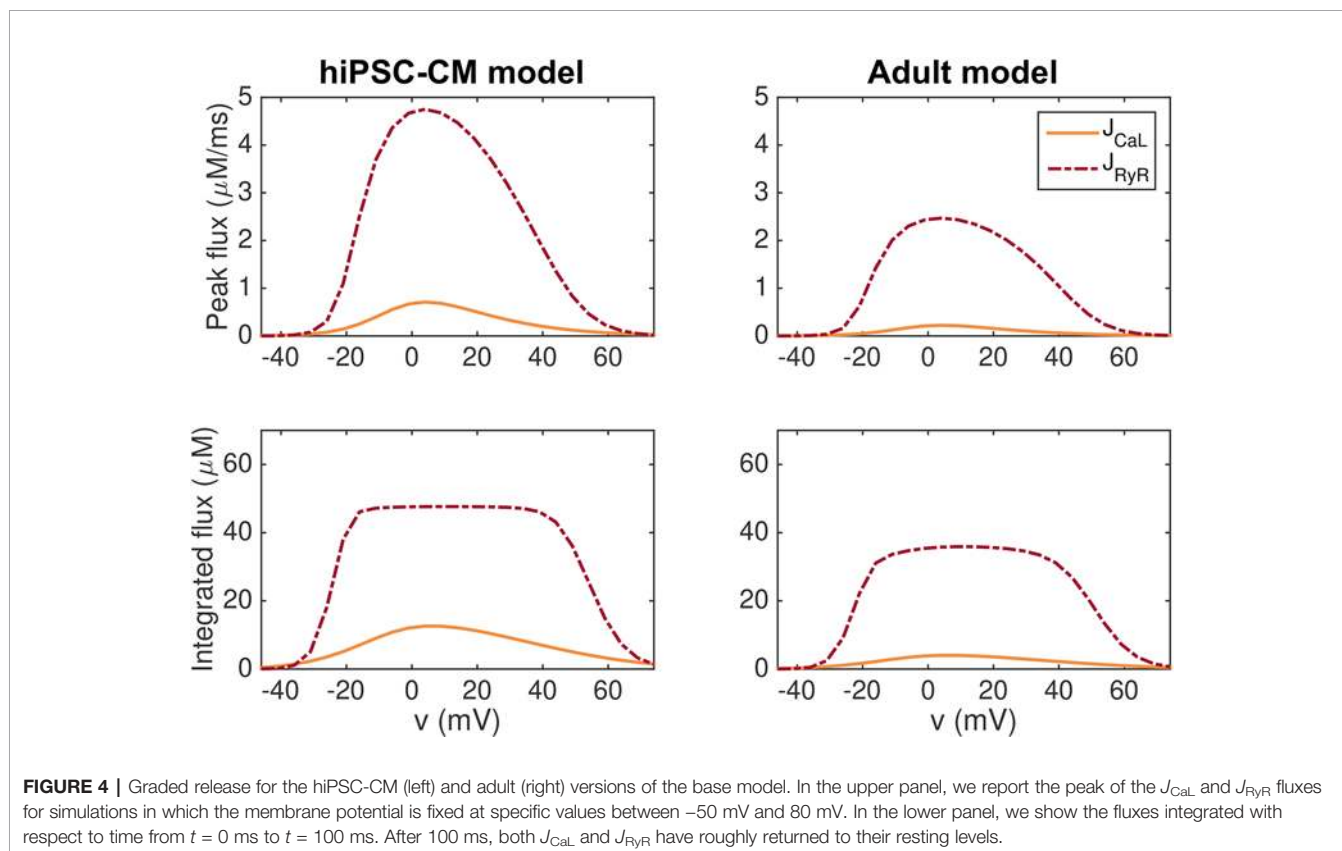 hiPSC-CM model
Adult model
Peak flux (μM/ms)
5
4
3
2
1
0
-40 -20 0 20 40 60
5
4
3
2
1
0
-40 -20 0 20 40 60
J_CaL
J_RyR
Integrated flux (μM)
60
40
20
0
-40 -20 0 20 40 60
v (mV)
60
40
20
0
-40 -20 0 20 40 60
v (mV)
FIGURE 4 | Graded release for the hiPSC-CM (left) and adult (right) versions of the base model. In the upper panel, we report the peak of the J_CaL and J_RyR fluxes
for simulations in which the membrane potential is fixed at specific values between –50 mV and 80 mV. In the lower panel, we show the fluxes integrated with
respect to time from t = 0 ms to t = 100 ms. After 100 ms, both J_CaL and J_RyR have roughly returned to their resting levels.